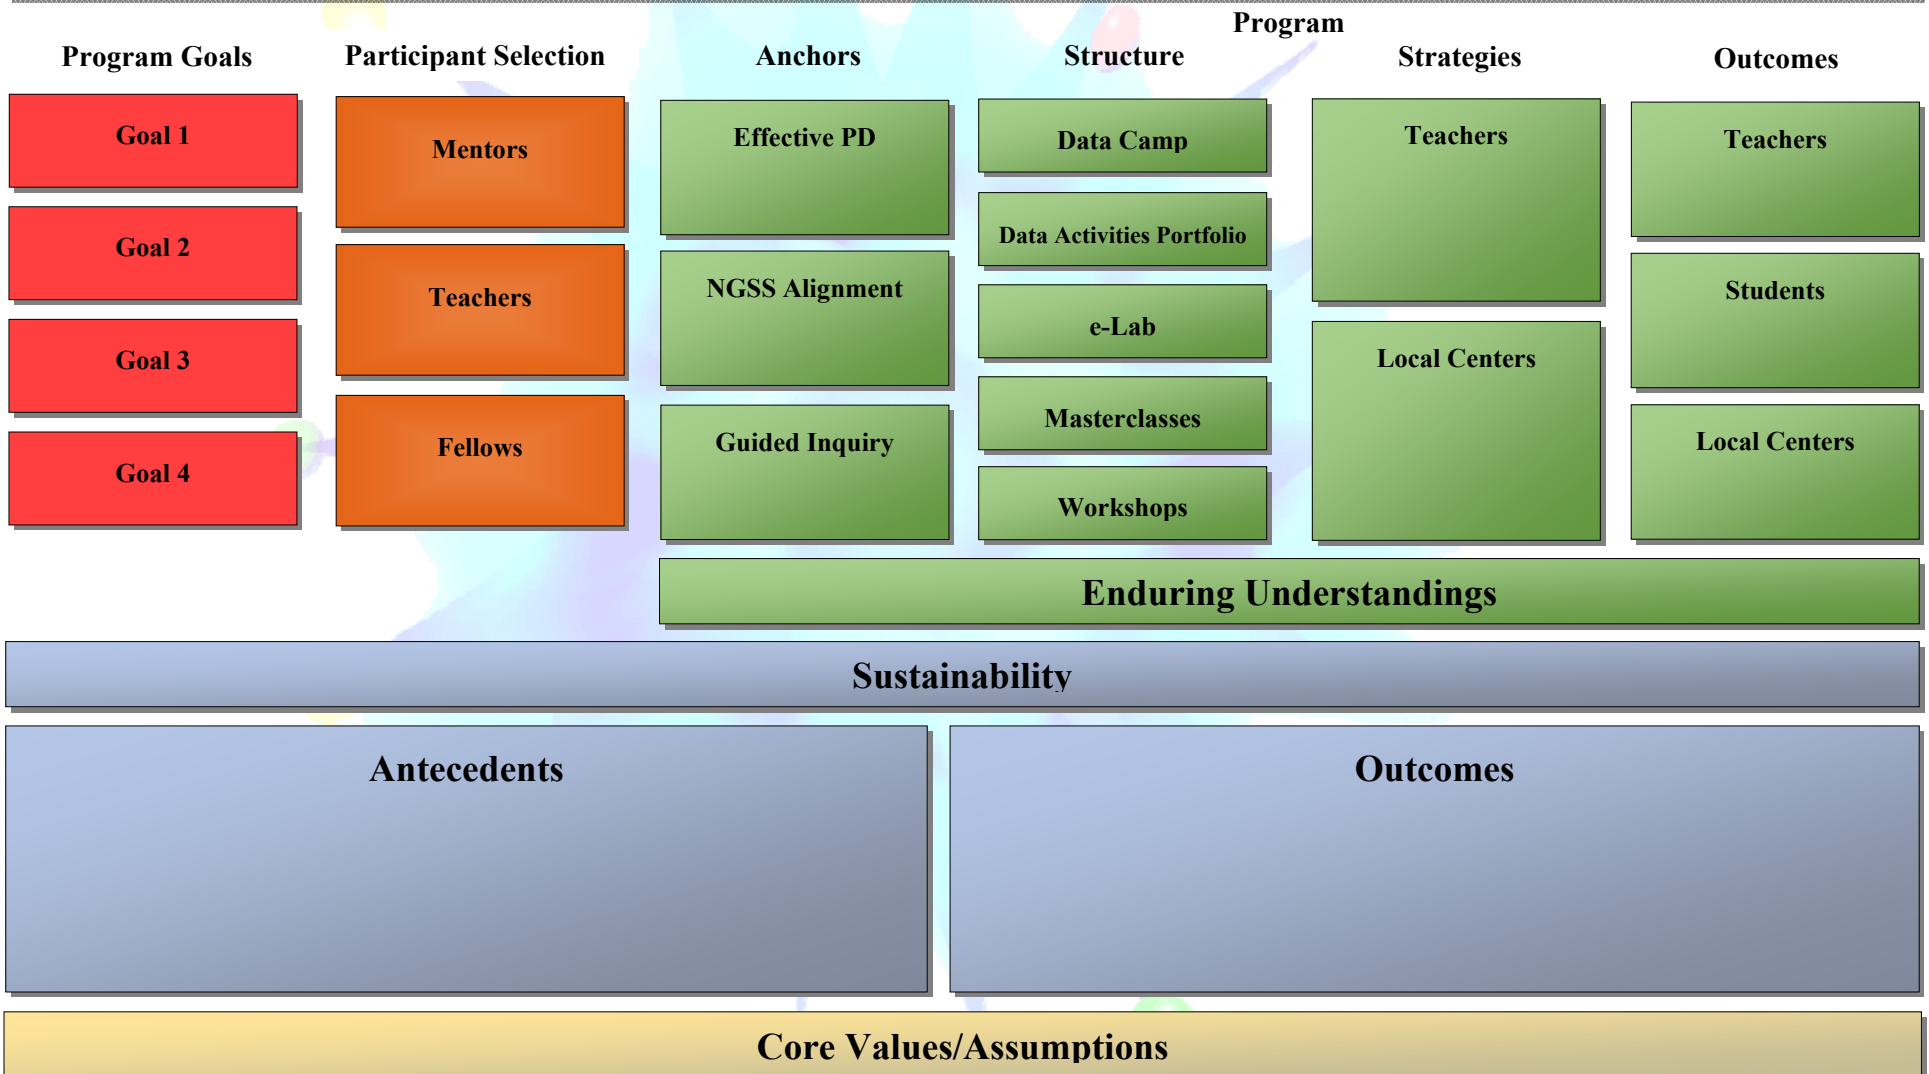 Program
Program Goals
Participant Selection
Anchors
Structure
Strategies
Outcomes
Goal 1
Goal 2
Goal 3
Goal 4
Mentors
Teachers
Fellows
Effective PD
NGSS Alignment
Guided Inquiry
Data Camp
Data Activities Portfolio
e-Lab
Masterclasses
Workshops
Teachers
Local Centers
Teachers
Students
Local Centers
Enduring Understandings
Sustainability
Antecedents
Outcomes
Core Values/Assumptions